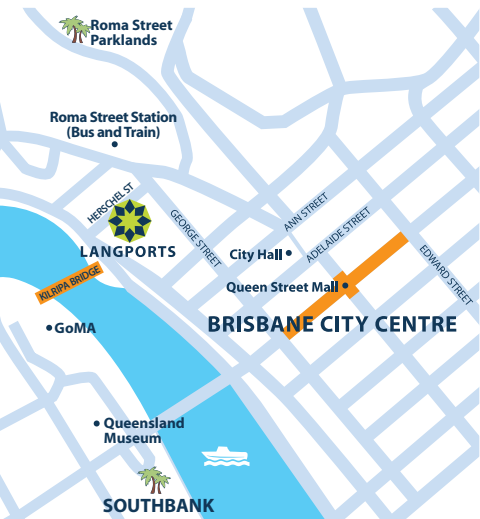 Roma Street
Parklands
Roma Street Station
(Bus and Train)
HERSCHEL ST
LANGPORTS
GEORGE STREET
ANN STREET
ADELAIDE STREET
EDWARD STREET
City Hall
Queen Street Mall
KILRIPA BRIDGE
GoMA
BRISBANE CITY CENTRE
Queensland
Museum
SOUTHBANK